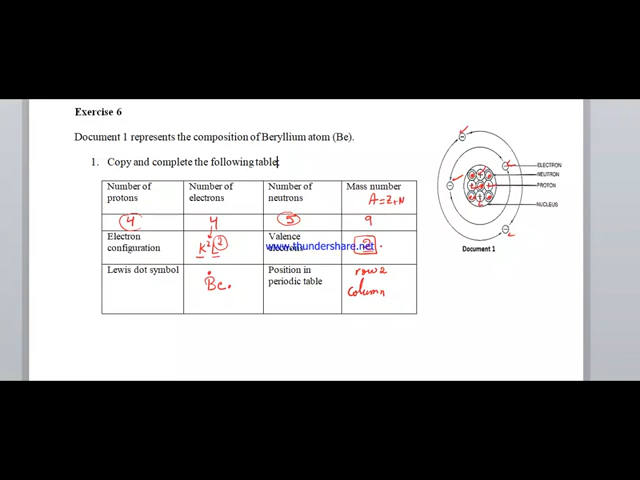 Exercise 6
Document 1 represents the composition of Beryllium atom (Be).
1. Copy and complete the following table:
Number of protons
Number of electrons
Number of neutrons
Mass number
A=Z+N
4
4
5
9
Electron configuration
K² L²
Valence electrons
2
www.thundershare.net
Lewis dot symbol
Be
Position in periodic table
row 2
column
ELECTRON
NEUTRON
PROTON
NUCLEUS
Document 1